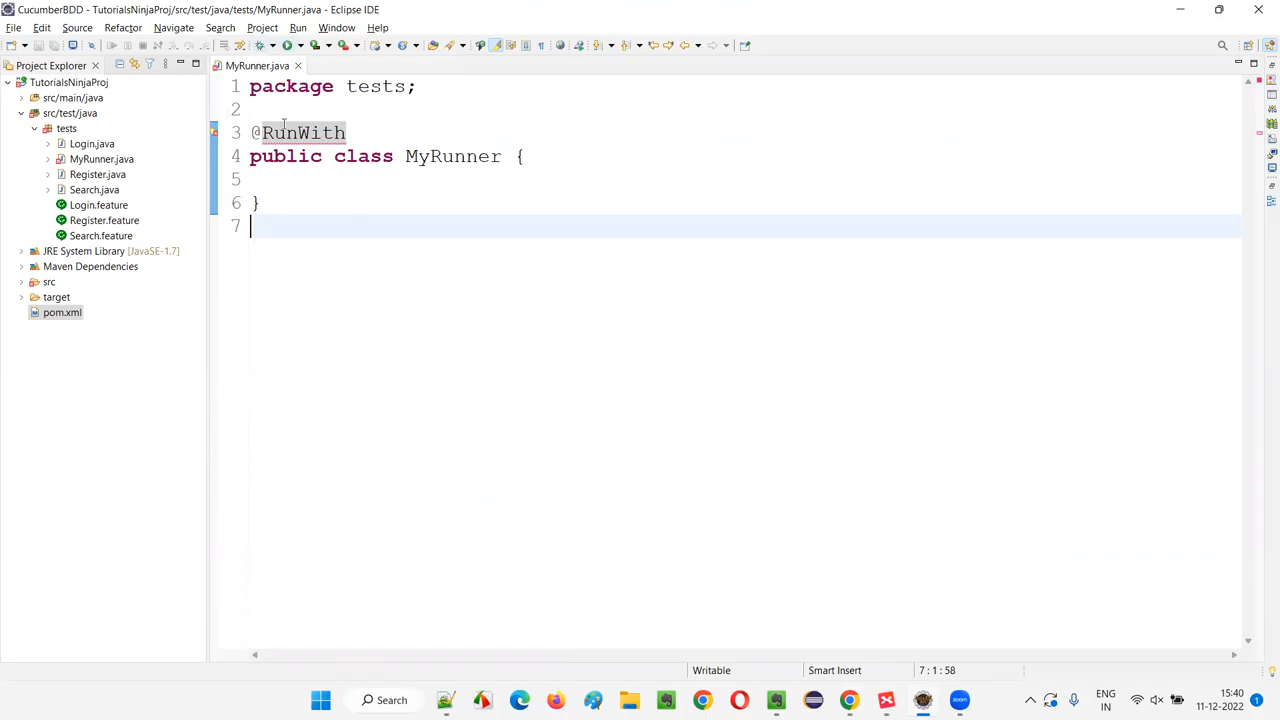 CucumberBDD - TutorialsNinjaProj/src/test/java/tests/MyRunner.java - Eclipse IDE
File Edit Source Refactor Navigate Search Project Run Window Help
Project Explorer
MyRunner.java
TutorialsNinjaProj
src/main/java
src/test/java
tests
Login.java
MyRunner.java
Register.java
Search.java
Login.feature
Register.feature
Search.feature
JRE System Library [JavaSE-1.7]
Maven Dependencies
src
target
pom.xml
1 package tests;
2
3 @RunWith
4 public class MyRunner {
5
6 }
7
Writable
Smart Insert
7 : 1 : 58
Search
ENG
IN
15:40
11-12-2022
1